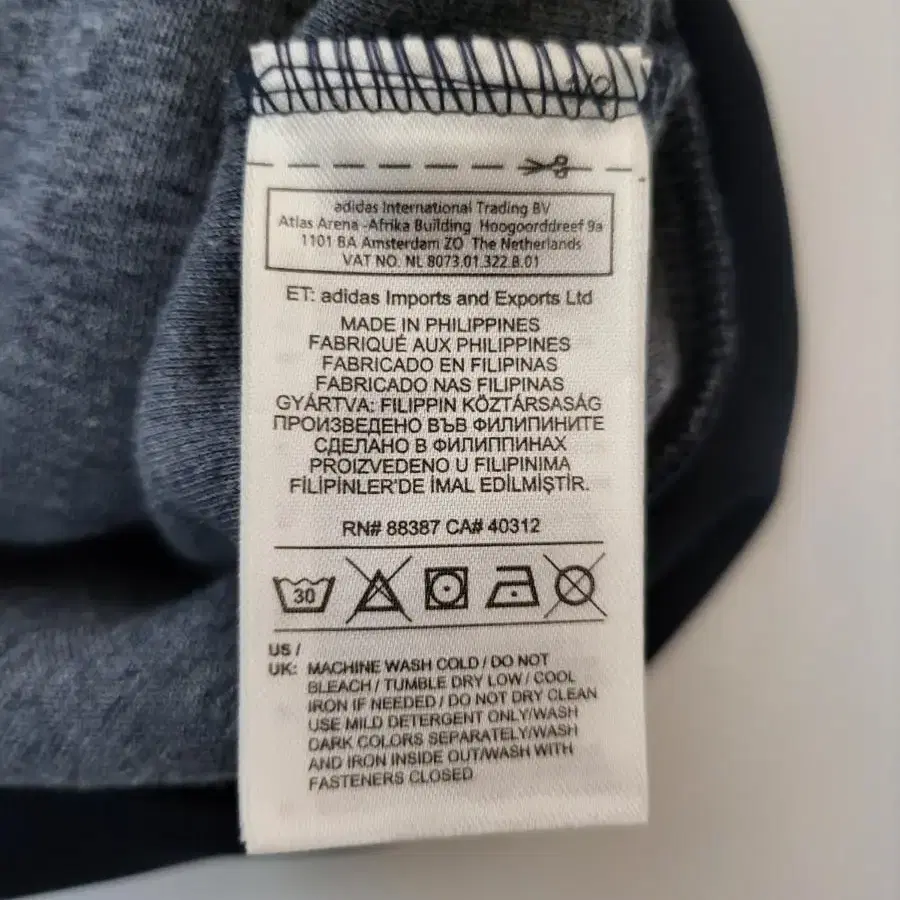 1/2
adidas International Trading BV
Atlas Arena -Afrika Building Hoogoorddreef 9a
1101 BA Amsterdam ZO The Netherlands
VAT NO. NL 8073.01.322.B.01
ET: adidas Imports and Exports Ltd
MADE IN PHILIPPINES
FABRIQUÉ AUX PHILIPPINES
FABRICADO EN FILIPINAS
FABRICADO NAS FILIPINAS
GYÁRTVA: FILIPPIN KÖZTÁRSASÁG
ПРОИЗВЕДЕНО ВЪВ ФИЛИПИНИТЕ
СДЕЛАНО В ФИЛИППИНАХ
PROIZVEDENO U FILIPINIMA
FİLİPİNLER'DE İMAL EDİLMİŞTİR.
RN# 88387 CA# 40312
30
US /
UK: MACHINE WASH COLD / DO NOT
BLEACH / TUMBLE DRY LOW / COOL
IRON IF NEEDED / DO NOT DRY CLEAN
USE MILD DETERGENT ONLY/WASH
DARK COLORS SEPARATELY/WASH
AND IRON INSIDE OUT/WASH WITH
FASTENERS CLOSED